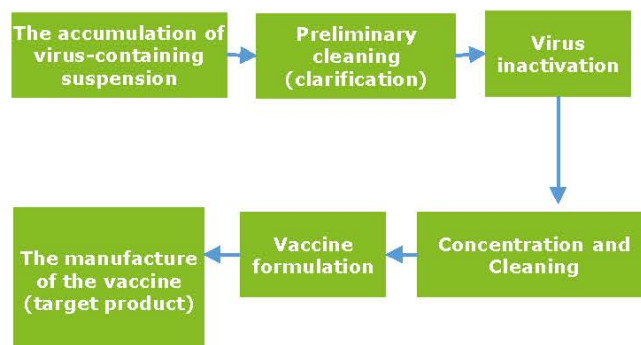 The accumulation of
virus-containing
suspension
Preliminary
cleaning
(clarification)
Virus
inactivation
Concentration and
Cleaning
Vaccine
formulation
The manufacture
of the vaccine
(target product)